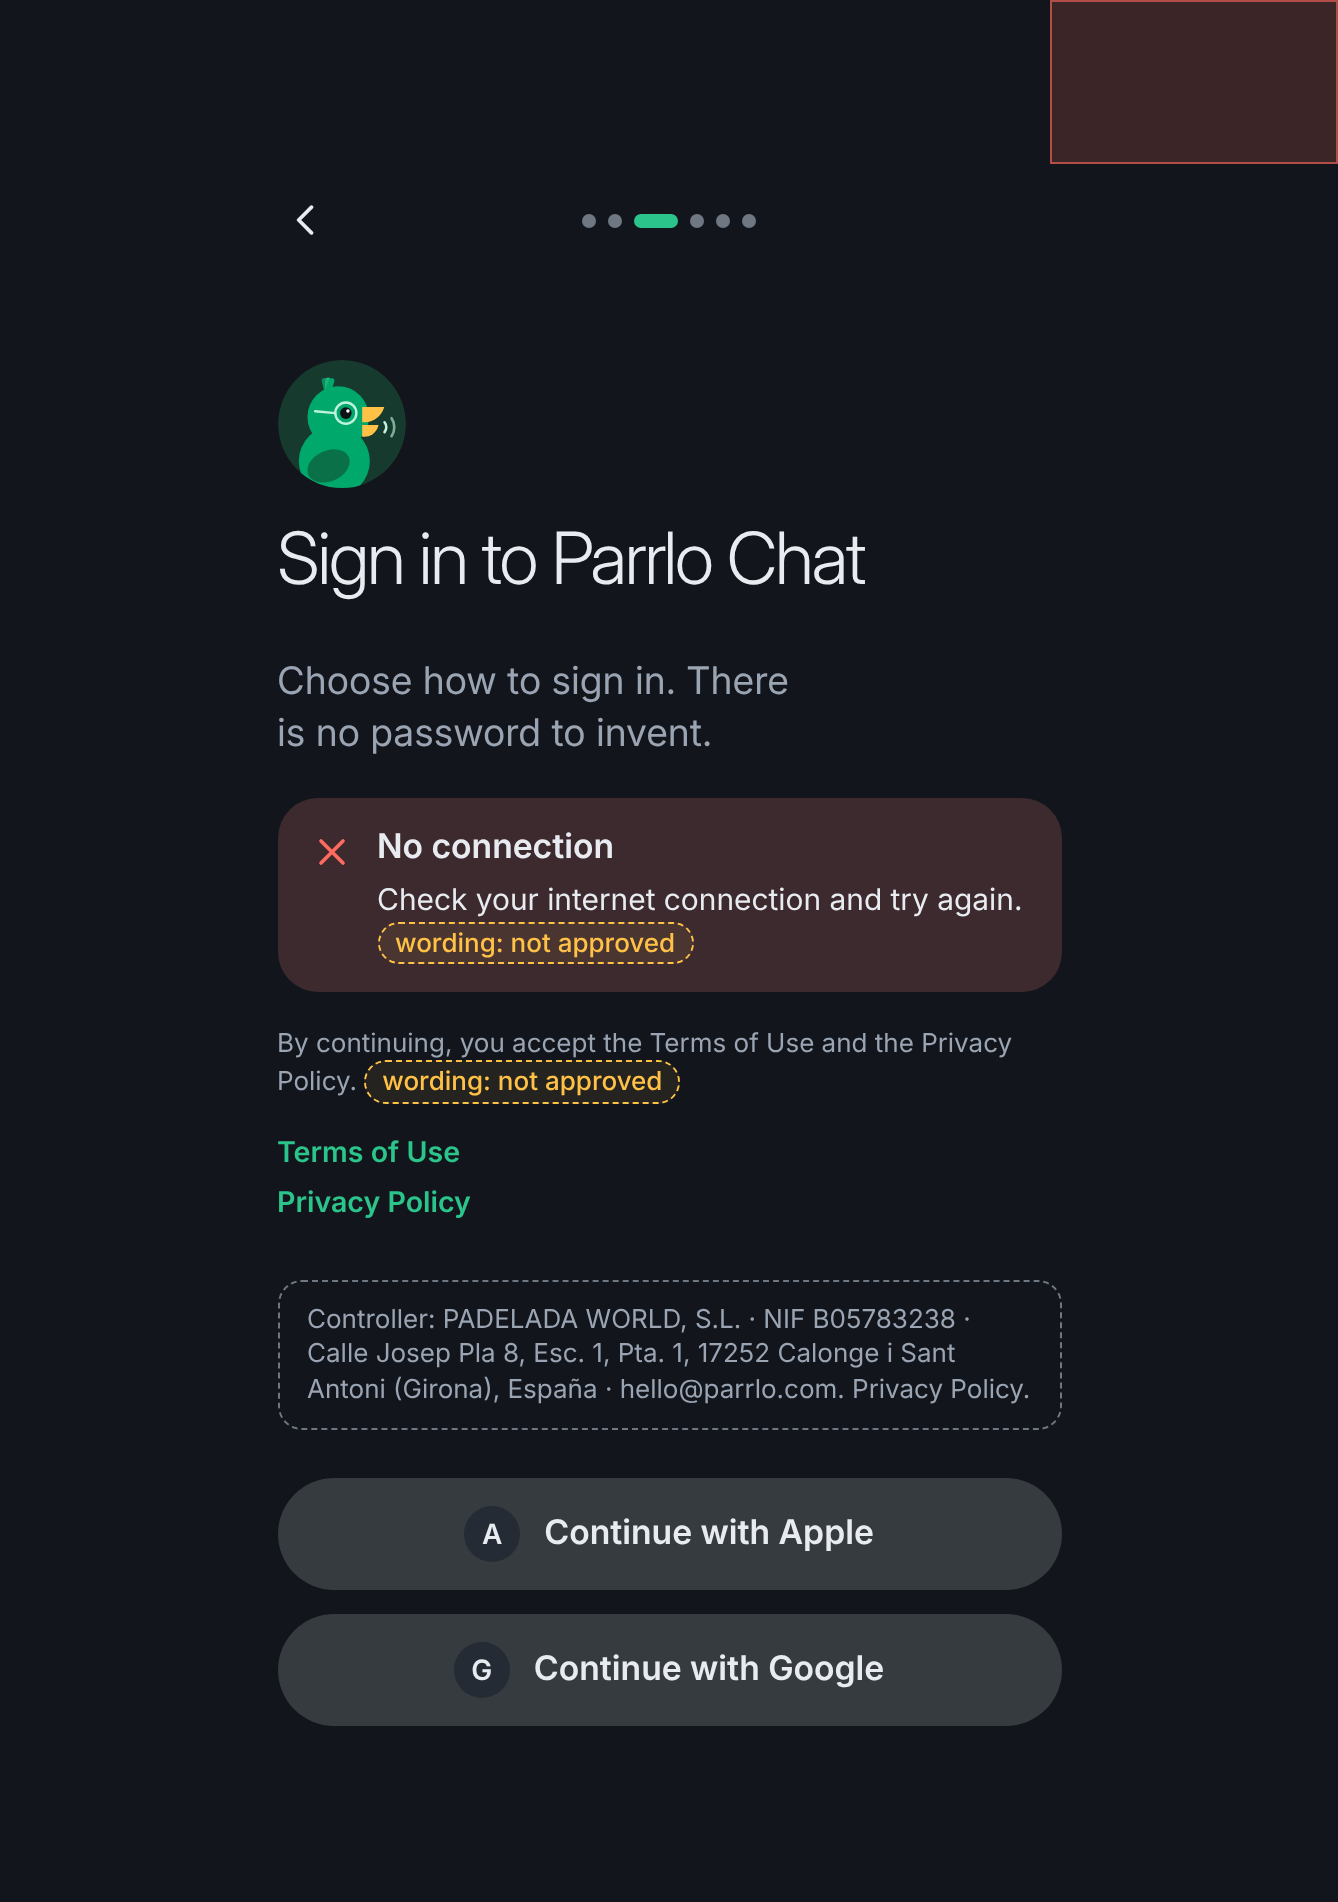 Sign in to Parrlo Chat
Choose how to sign in. There
is no password to invent.
No connection
Check your internet connection and try again.
wording: not approved
By continuing, you accept the Terms of Use and the Privacy
Policy. wording: not approved
Terms of Use
Privacy Policy
Controller: PADELADA WORLD, S.L. · NIF B05783238 ·
Calle Josep Pla 8, Esc. 1, Pta. 1, 17252 Calonge i Sant
Antoni (Girona), España · hello@parrlo.com. Privacy Policy.
A Continue with Apple
G Continue with Google